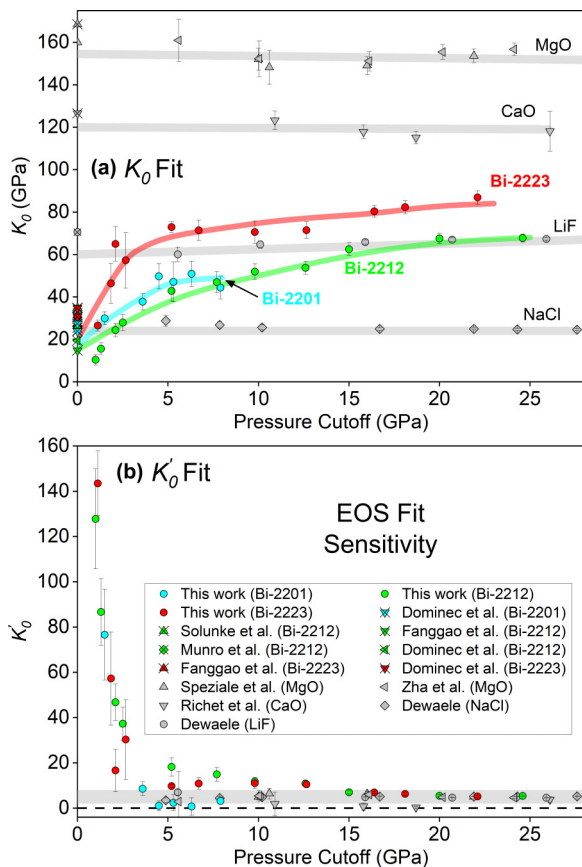 160
140
120
100
80
60
40
20
0
K₀ (GPa)
MgO
CaO
(a) K₀ Fit
Bi-2223
LiF
Bi-2212
Bi-2201
NaCl
0 5 10 15 20 25
Pressure Cutoff (GPa)
160
140
120
100
80
60
40
20
0
K₀′
(b) K₀′ Fit
EOS Fit
Sensitivity
This work (Bi-2201)
This work (Bi-2223)
Solunke et al. (Bi-2212)
Munro et al. (Bi-2212)
Fanggao et al. (Bi-2223)
Speziale et al. (MgO)
Richet et al. (CaO)
Dewaele (LiF)
This work (Bi-2212)
Dominec et al. (Bi-2201)
Fanggao et al. (Bi-2212)
Dominec et al. (Bi-2212)
Dominec et al. (Bi-2223)
Zha et al. (MgO)
Dewaele (NaCl)
0 5 10 15 20 25
Pressure Cutoff (GPa)